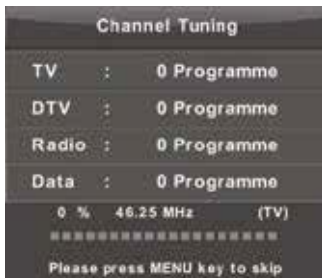 Channel Tuning
TV : 0 Programme
DTV : 0 Programme
Radio : 0 Programme
Data : 0 Programme
0 % 46.25 MHz (TV)
Please press MENU key to skip